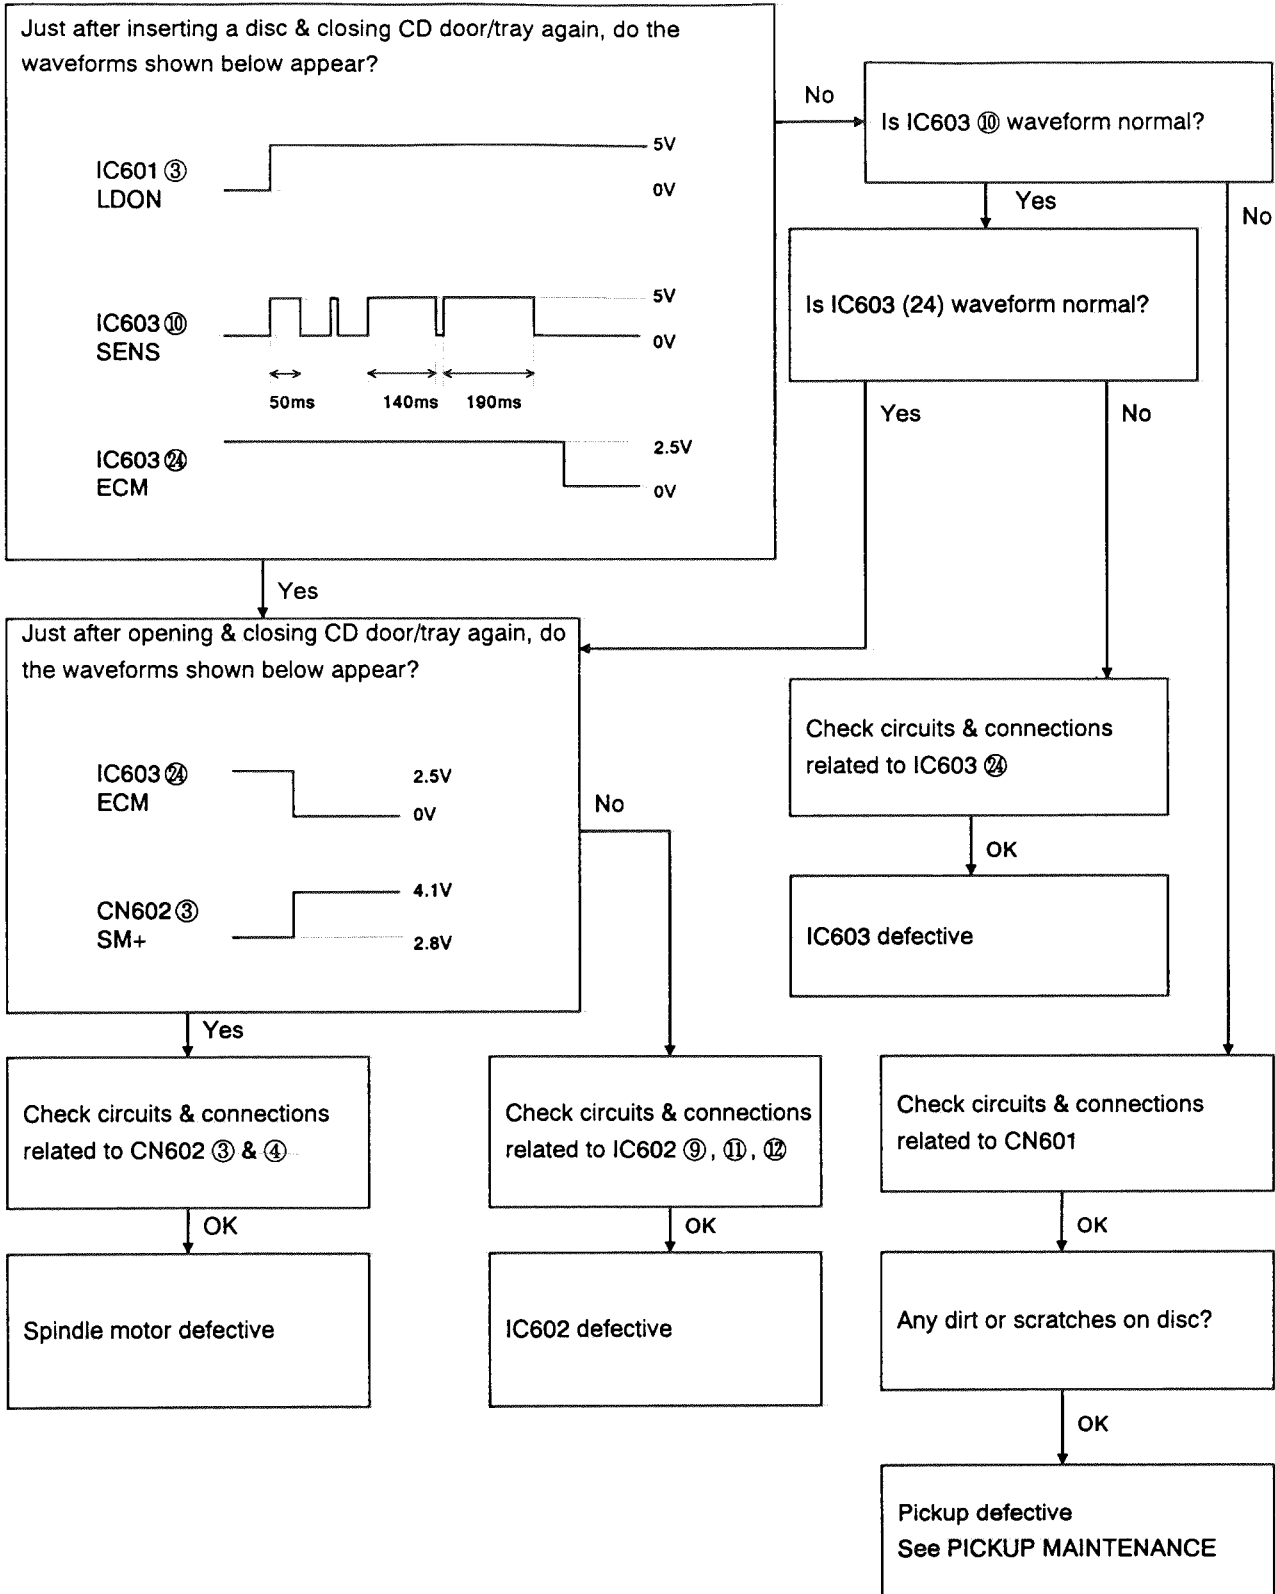 Just after inserting a disc & closing CD door/tray again, do the
waveforms shown below appear?
IC601 ③
LDON
5V
0V
IC603 ⑩
SENS
5V
0V
50ms
140ms
190ms
IC603 ㉔
ECM
2.5V
0V
No
Is IC603 ⑩ waveform normal?
Yes
No
Is IC603 (24) waveform normal?
Yes
No
Yes
Just after opening & closing CD door/tray again, do
the waveforms shown below appear?
IC603 ㉔
ECM
2.5V
0V
CN602 ③
SM+
4.1V
2.8V
No
Check circuits & connections
related to IC603 ㉔
OK
IC603 defective
Yes
Check circuits & connections
related to CN602 ③ & ④
OK
Spindle motor defective
Check circuits & connections
related to IC602 ⑨, ⑪, ⑫
OK
IC602 defective
Check circuits & connections
related to CN601
OK
Any dirt or scratches on disc?
OK
Pickup defective
See PICKUP MAINTENANCE